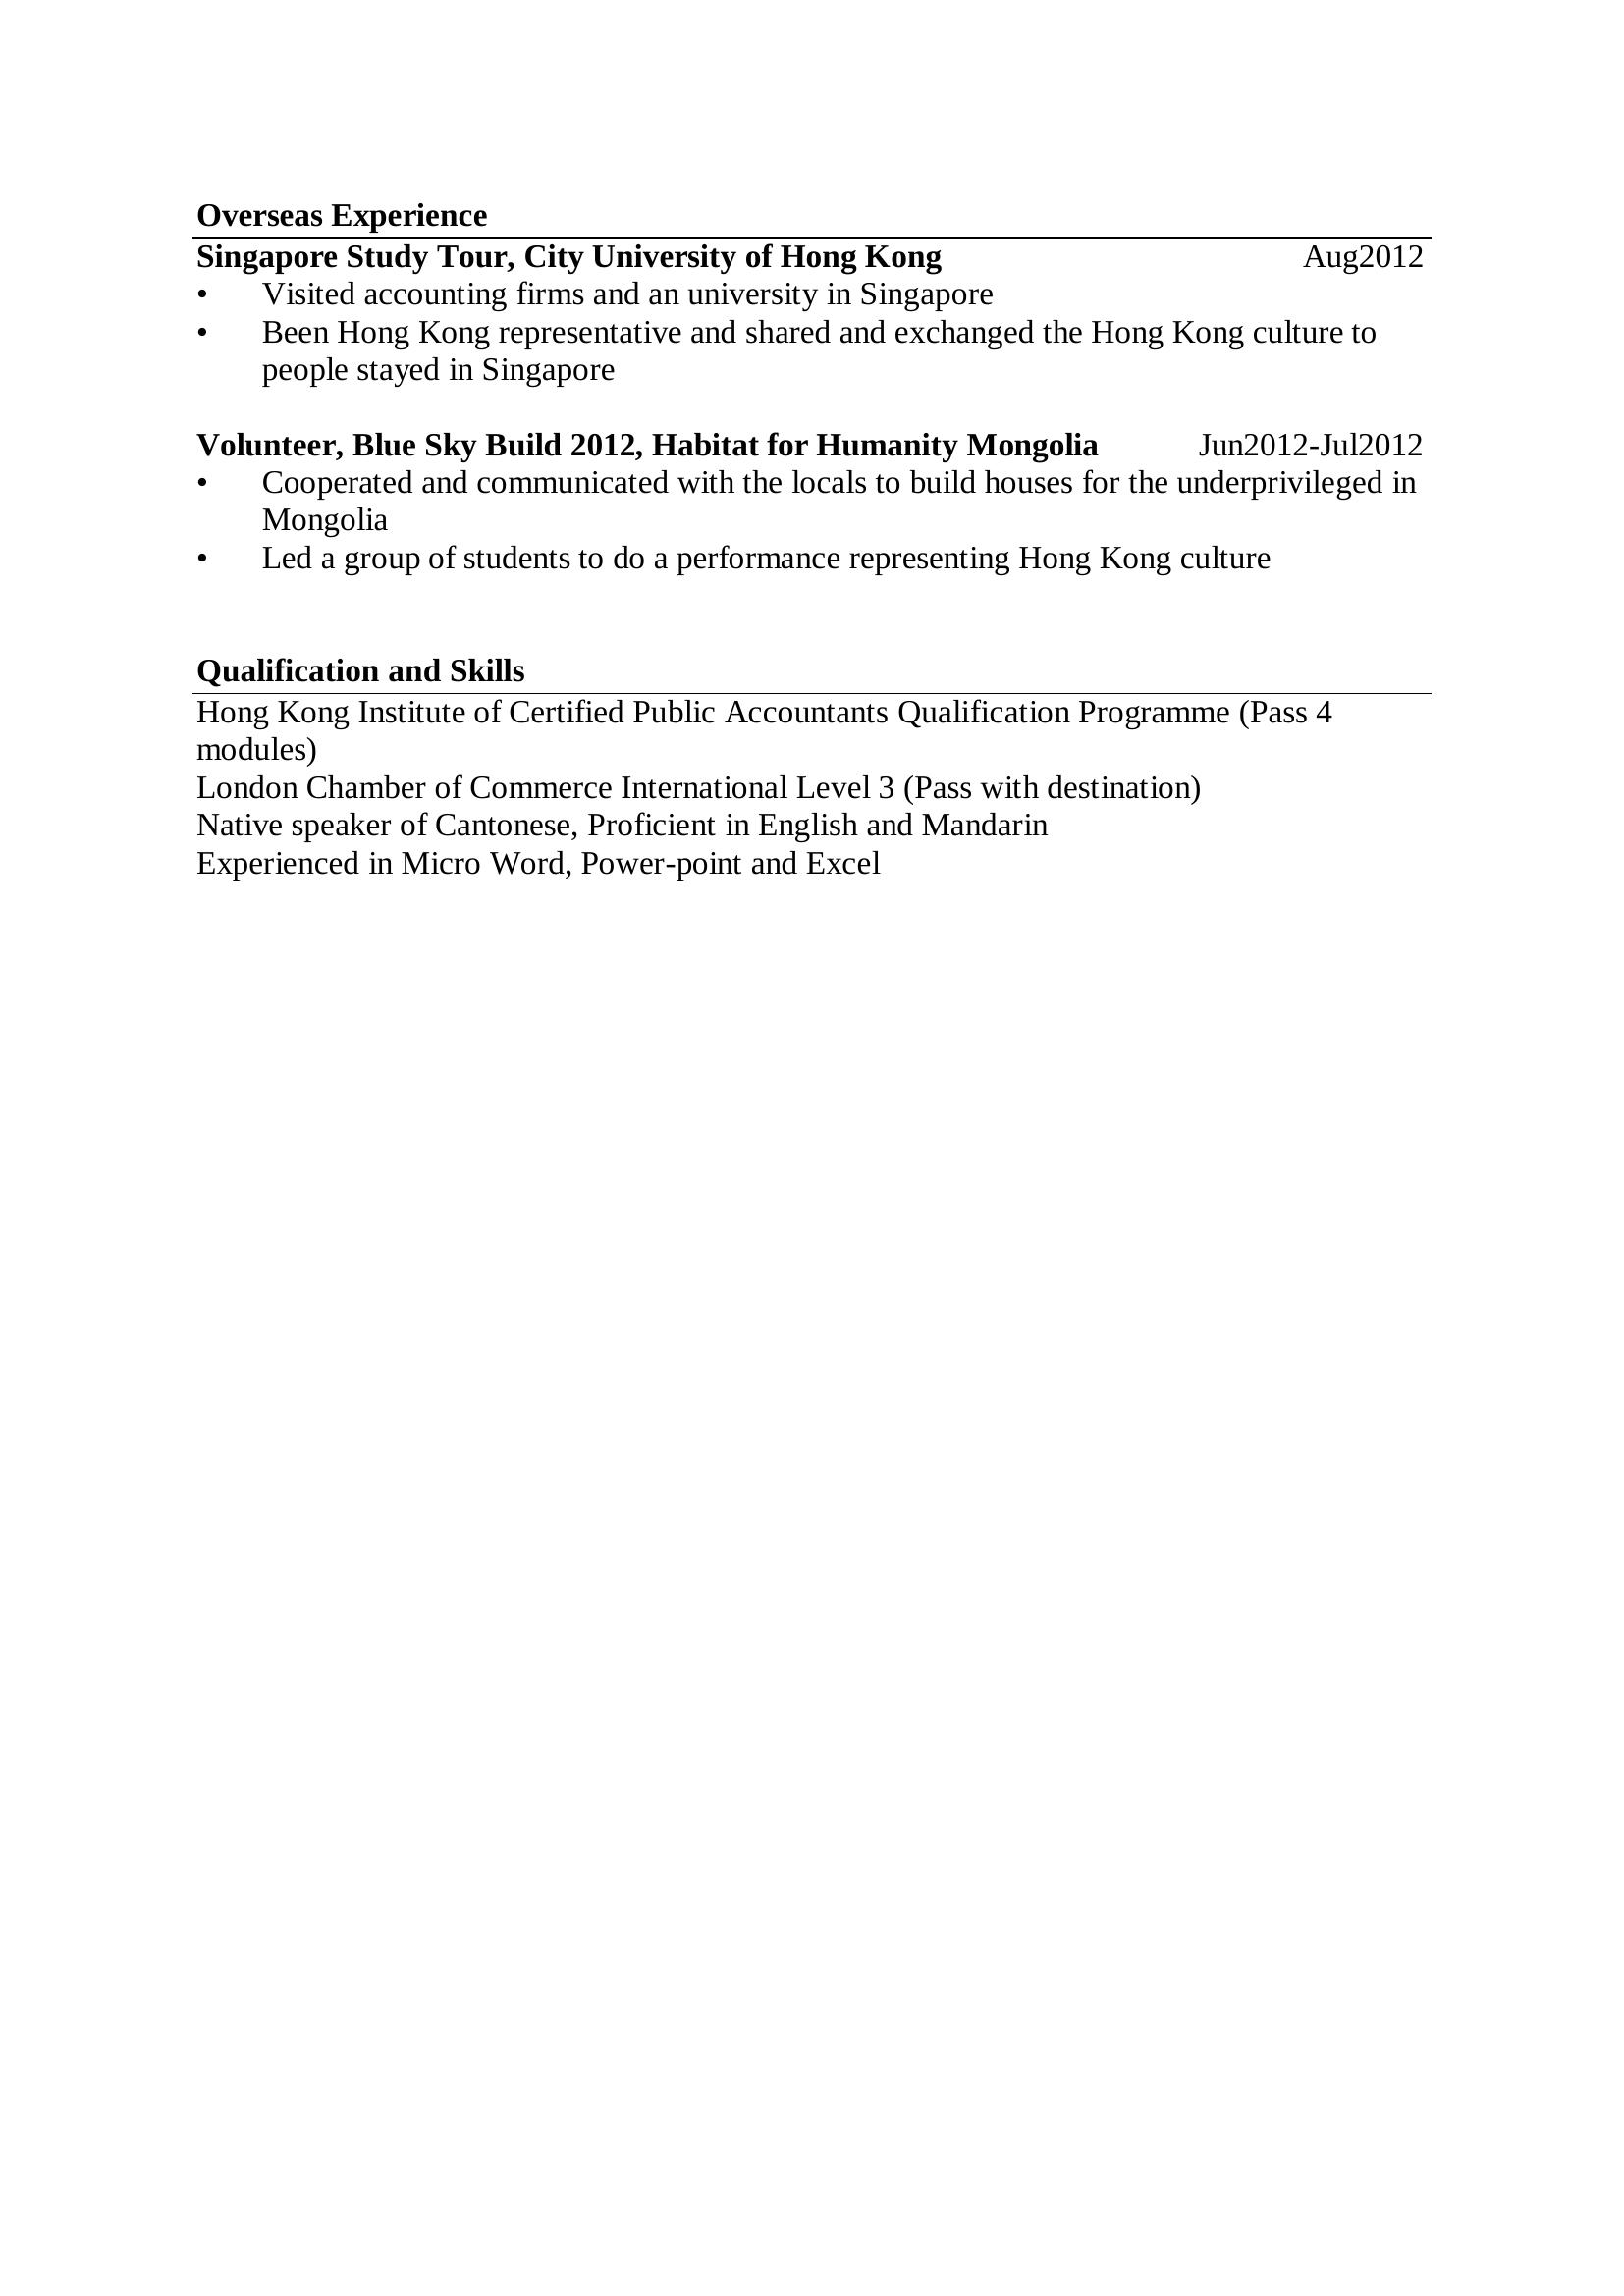 Overseas Experience
Singapore Study Tour, City University of Hong Kong Aug2012
• Visited accounting firms and an university in Singapore
• Been Hong Kong representative and shared and exchanged the Hong Kong culture to
people stayed in Singapore
Volunteer, Blue Sky Build 2012, Habitat for Humanity Mongolia Jun2012-Jul2012
• Cooperated and communicated with the locals to build houses for the underprivileged in
Mongolia
• Led a group of students to do a performance representing Hong Kong culture
Qualification and Skills
Hong Kong Institute of Certified Public Accountants Qualification Programme (Pass 4
modules)
London Chamber of Commerce International Level 3 (Pass with destination)
Native speaker of Cantonese, Proficient in English and Mandarin
Experienced in Micro Word, Power-point and Excel